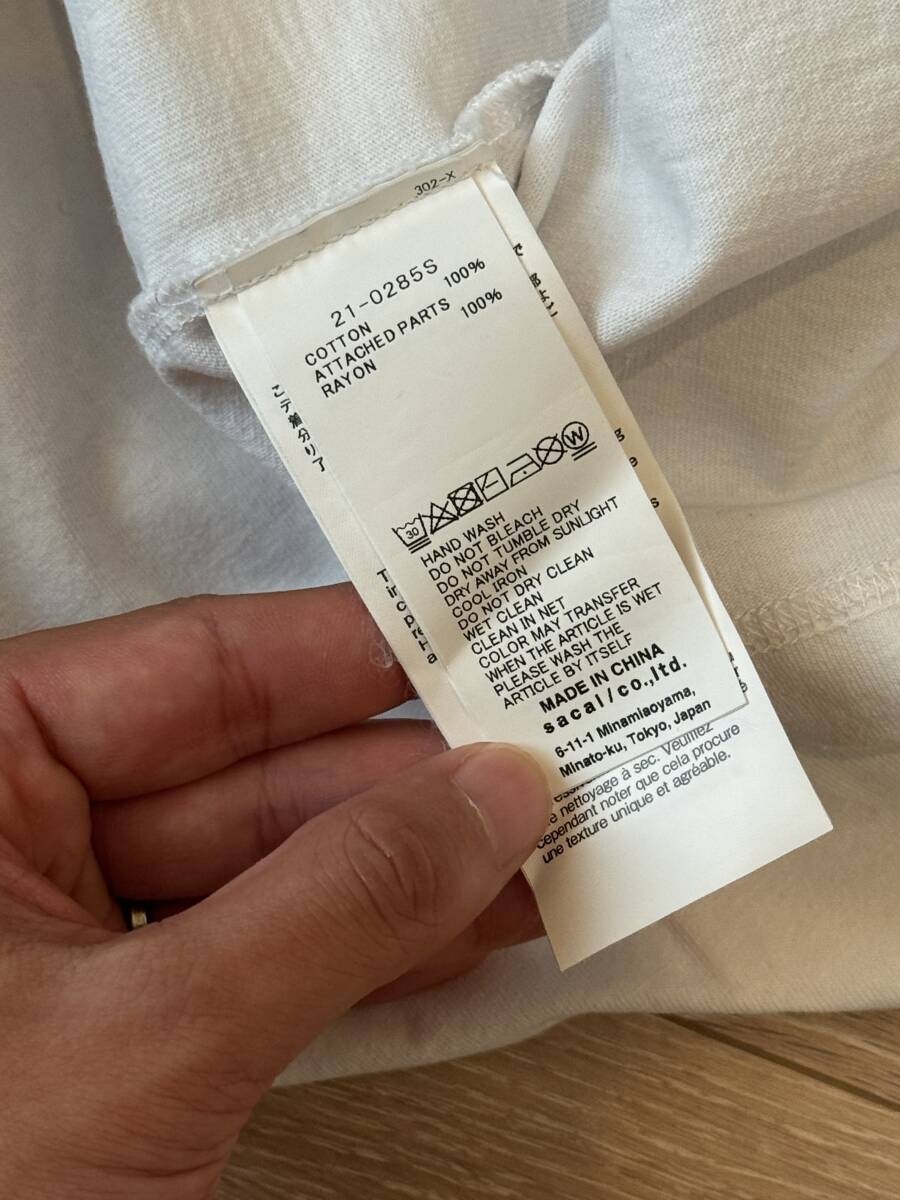 302-X
21-0285S
COTTON 100%
ATTACHED PARTS
RAYON 100%
30
W
HAND WASH
DO NOT BLEACH
DO NOT TUMBLE DRY
DRY AWAY FROM SUNLIGHT
COOL IRON
DO NOT DRY CLEAN
WET CLEAN
CLEAN IN NET
COLOR MAY TRANSFER
WHEN THE ARTICLE IS WET
PLEASE WASH THE
ARTICLE BY ITSELF
MADE IN CHINA
sacai/co.,ltd.
6-11-1 Minamiaoyama,
Minato-ku, Tokyo, Japan
nettoyage à sec. Veuillez
cependant noter que cela procure
une texture unique et agréable.